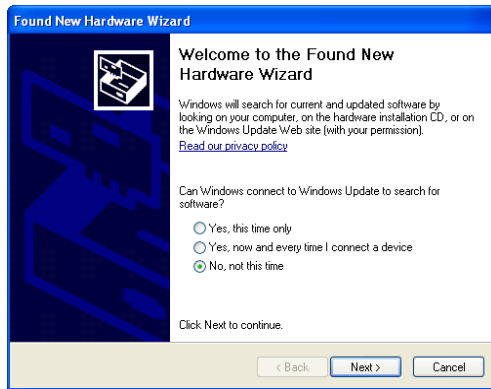 Found New Hardware Wizard
Welcome to the Found New
Hardware Wizard
Windows will search for current and updated software by
looking on your computer, on the hardware installation CD, or on
the Windows Update Web site (with your permission).
Read our privacy policy
Can Windows connect to Windows Update to search for
software?
Yes, this time only
Yes, now and every time I connect a device
No, not this time
Click Next to continue.
< Back Next > Cancel